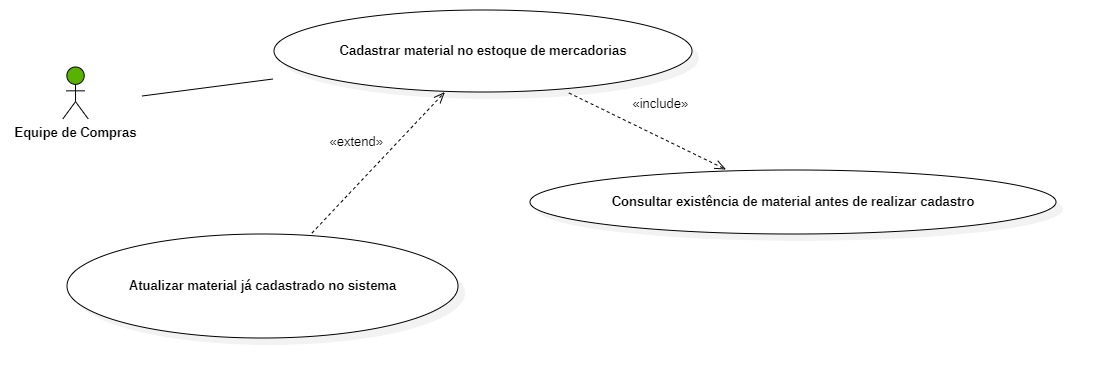 Cadastrar material no estoque de mercadorias
«include»
Equipe de Compras
«extend»
Consultar existência de material antes de realizar cadastro
Atualizar material já cadastrado no sistema